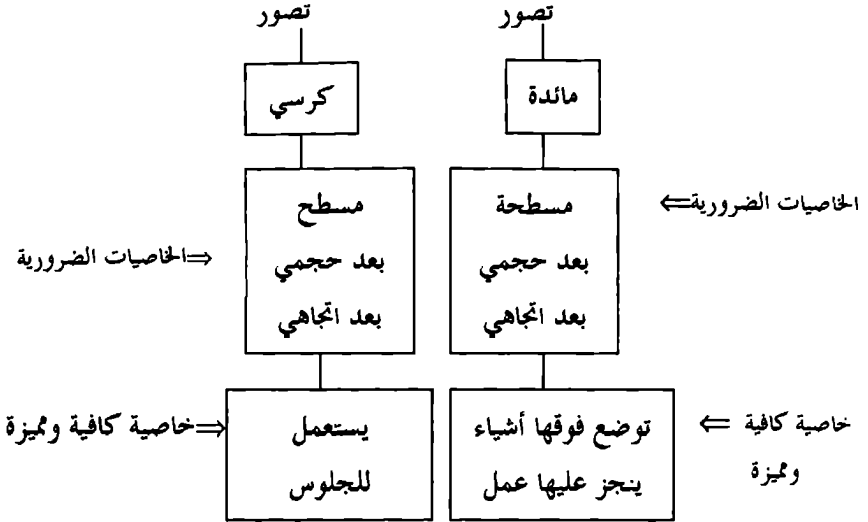 تصور
تصور
مائدة
كرسي
مسطحة
بعد حجمي
بعد اتجاهي
الخاصيات الضرورية⇐
مسطح
بعد حجمي
بعد اتجاهي
⇒الخاصيات الضرورية
توضع فوقها أشياء
ينجز عليها عمل
خاصية كافية ⇐
ومميزة
يستعمل
للجلوس
⇒خاصية كافية ومميزة